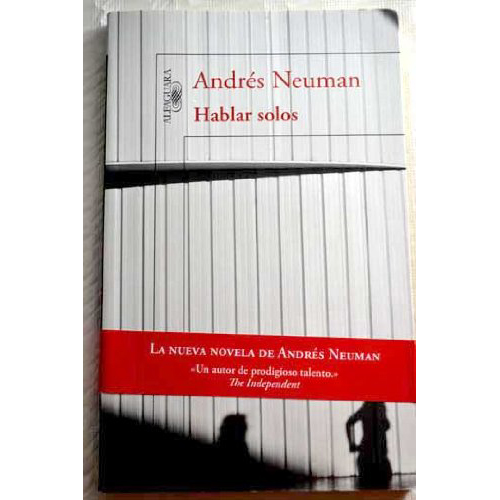 ALFAGUARA
Andrés Neuman
Hablar solos
LA NUEVA NOVELA DE ANDRÉS NEUMAN
«Un autor de prodigioso talento.»
The Independent